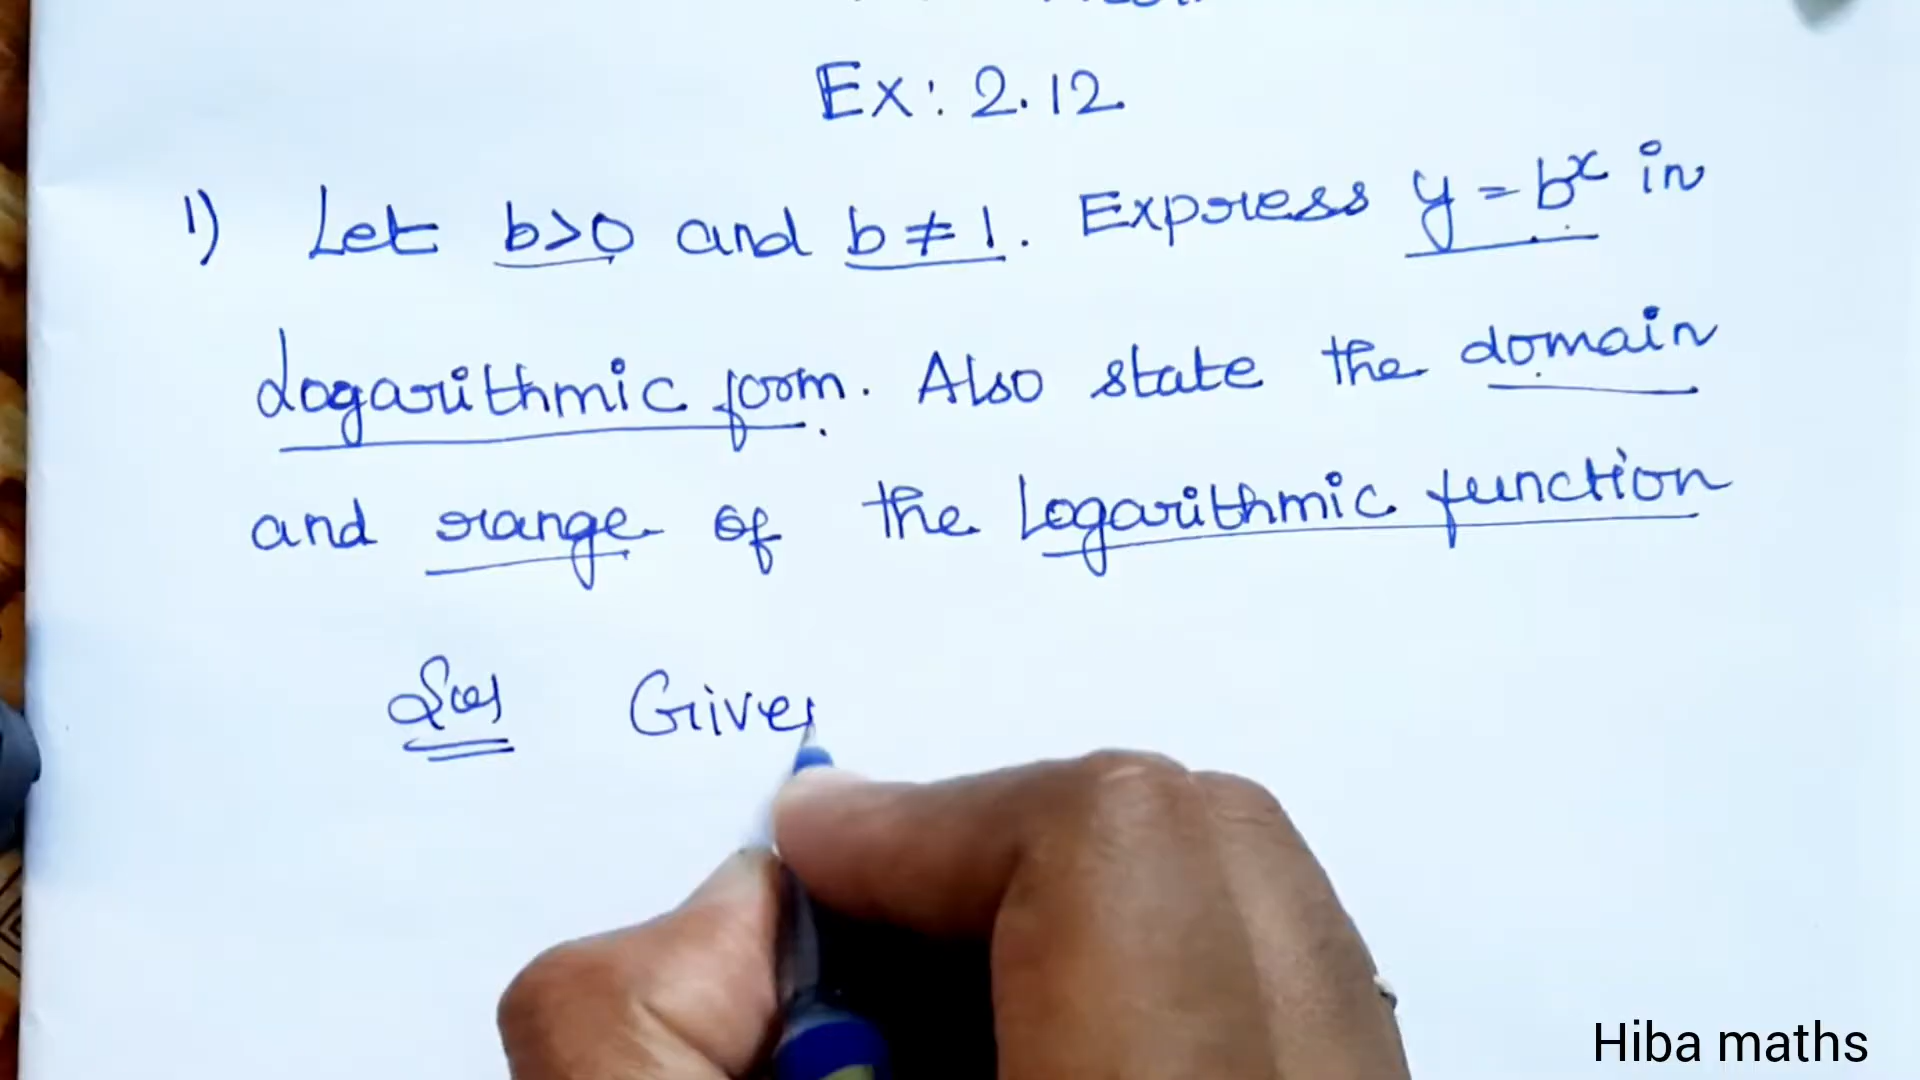 Ex: 2.12
1) Let b>0 and b≠1. Express y = bˣ in
Logarithmic form. Also state the domain
and range of the Logarithmic function
Given
Hiba maths